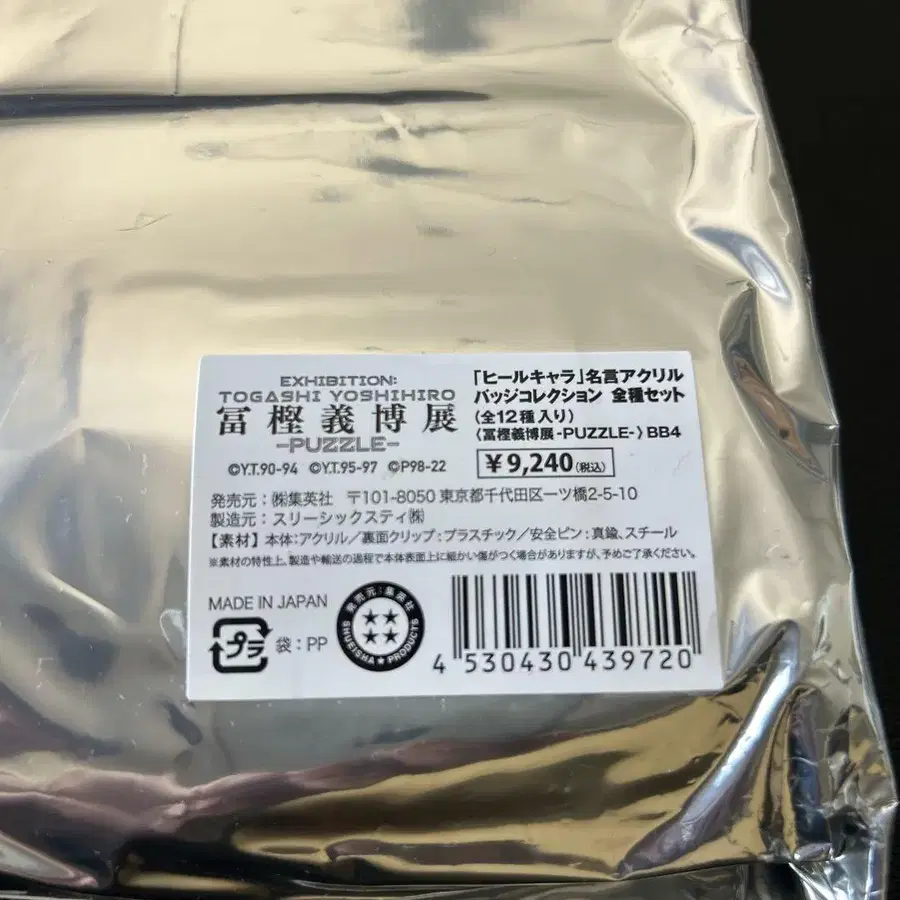 EXHIBITION:
TOGASHI YOSHIHIRO
冨樫義博展
-PUZZLE-
©Y.T.90-94 ©Y.T.95-97 ©P98-22
「ヒールキャラ」名言アクリル
バッジコレクション 全種セット
(全12種入り)
〈冨樫義博展-PUZZLE-〉BB4
¥9,240(税込)
発売元:㈱集英社 〒101-8050 東京都千代田区一ツ橋2-5-10
製造元:スリーシックスティ㈱
【素材】本体:アクリル/裏面クリップ:プラスチック/安全ピン:真鍮、スチール
※素材の特性上、製造や輸送の過程で本体表面上に細かい傷がつく場合がありますが、予めご了承ください。
MADE IN JAPAN
プラ
袋:PP
発売元:集英社
SHUEISHA★PRODUCTS
4 530430 439720